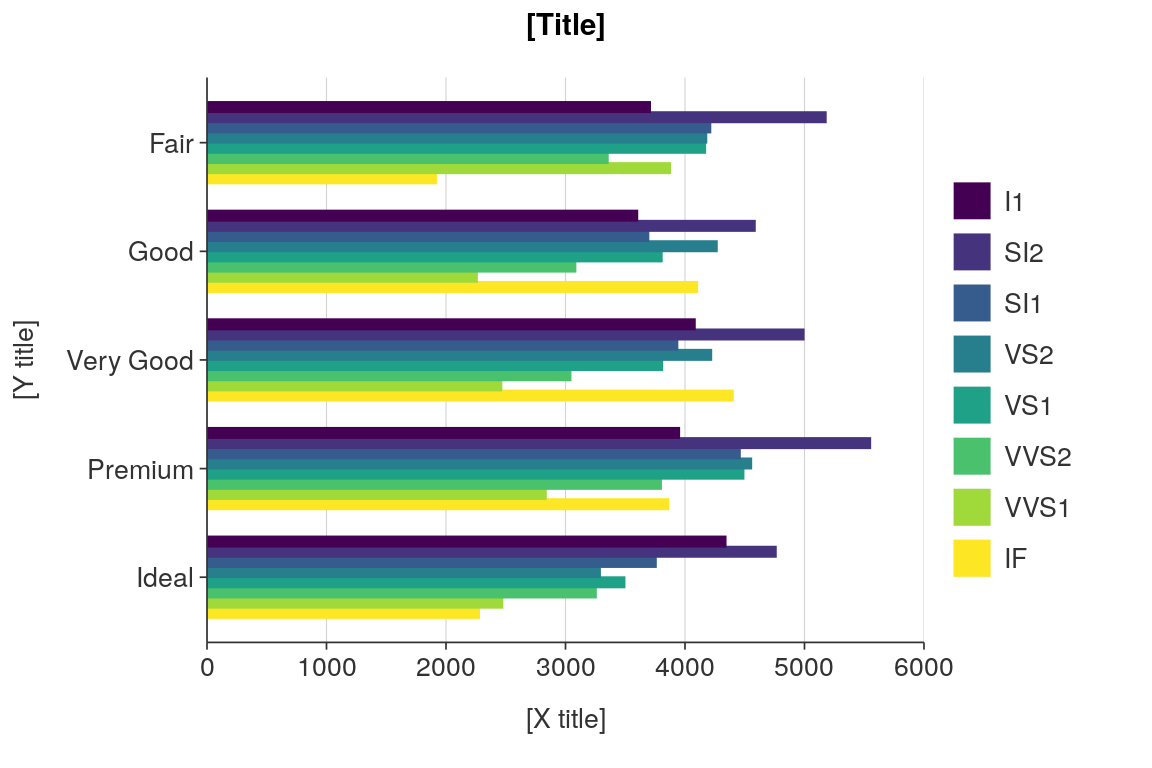 [Title]
[Y title]
Fair
Good
Very Good
Premium
Ideal
0 1000 2000 3000 4000 5000 6000
[X title]
I1
SI2
SI1
VS2
VS1
VVS2
VVS1
IF